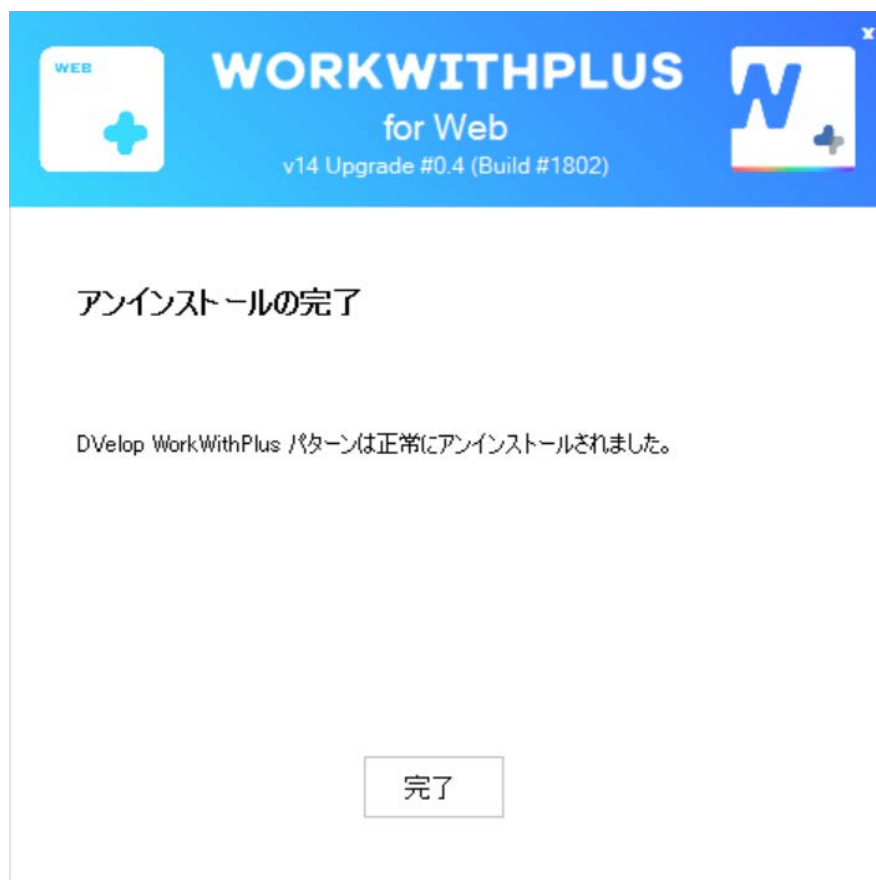 WEB
WORKWITHPLUS
for Web
v14 Upgrade #0.4 (Build #1802)
X
W
アンインストールの完了
DVelop WorkWithPlus パターンは正常にアンインストールされました。
完了